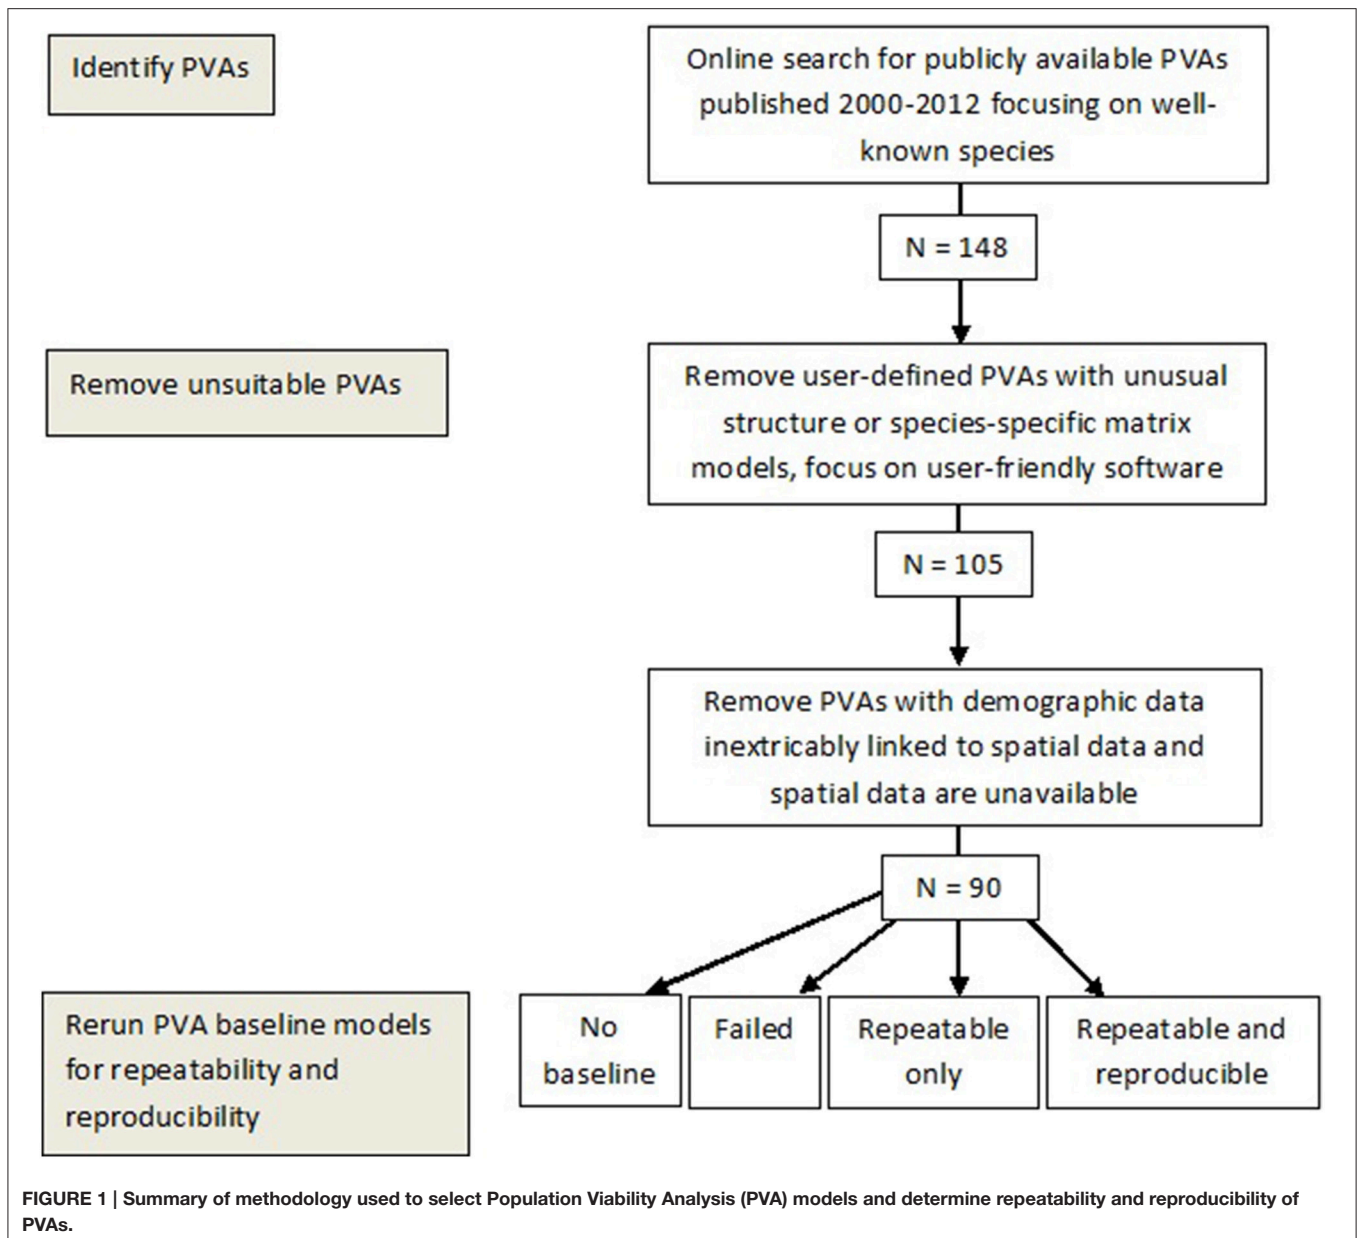 Identify PVAs
Online search for publicly available PVAs
published 2000-2012 focusing on well-
known species
N = 148
Remove unsuitable PVAs
Remove user-defined PVAs with unusual
structure or species-specific matrix
models, focus on user-friendly software
N = 105
Remove PVAs with demographic data
inextricably linked to spatial data and
spatial data are unavailable
N = 90
Rerun PVA baseline models
for repeatability and
reproducibility
No
baseline
Failed
Repeatable
only
Repeatable and
reproducible
FIGURE 1 | Summary of methodology used to select Population Viability Analysis (PVA) models and determine repeatability and reproducibility of
PVAs.